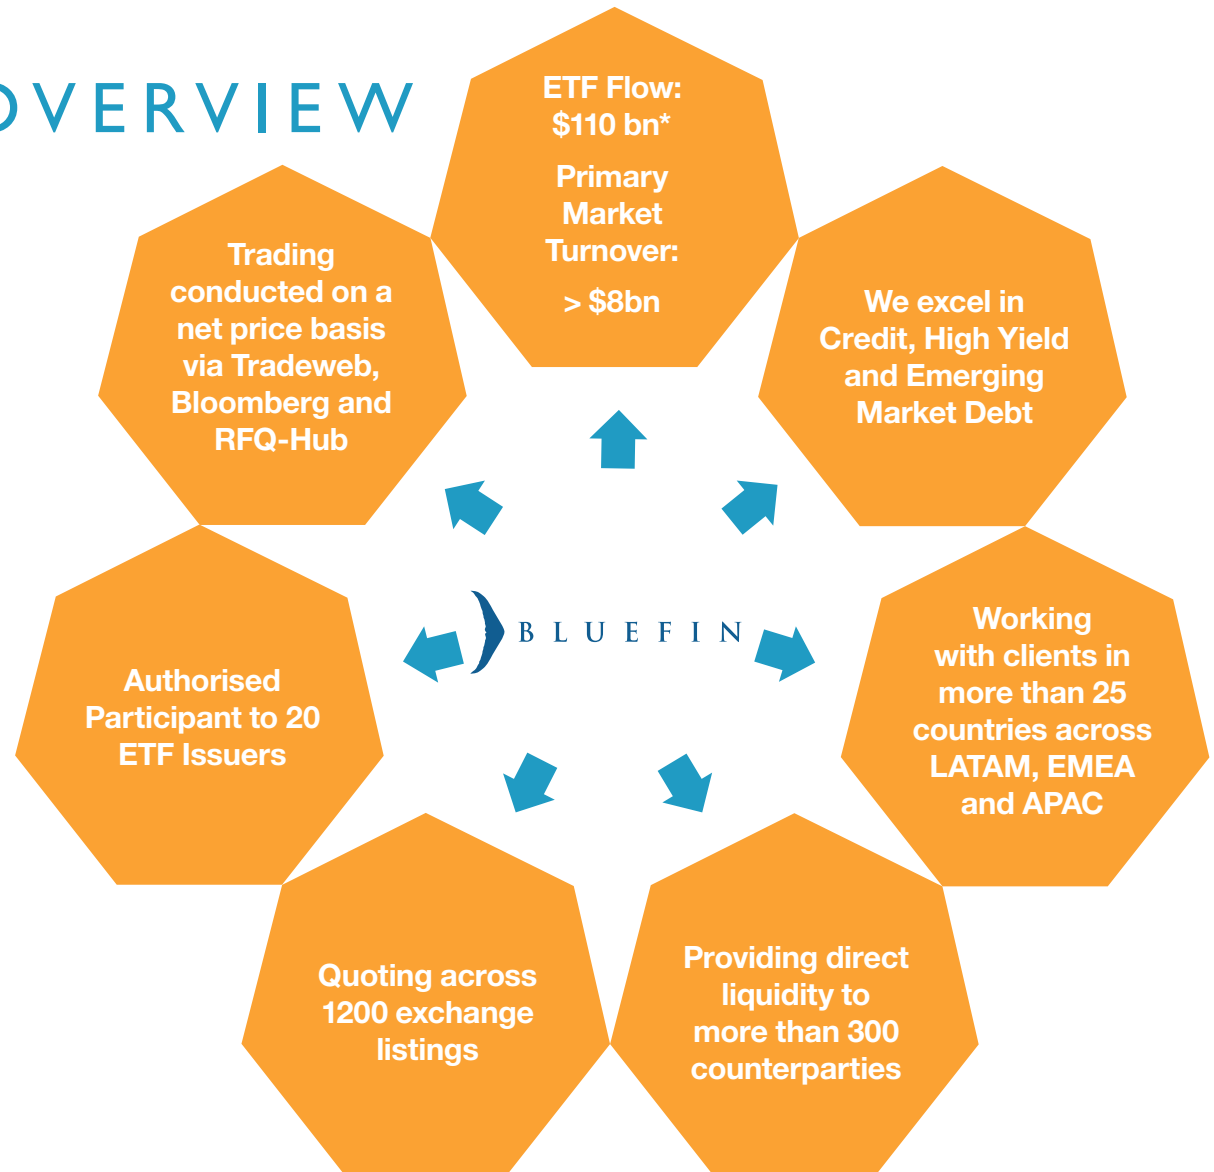 OVERVIEW
ETF Flow:
$110 bn*
Primary
Market
Turnover:
> $8bn
We excel in
Credit, High Yield
and Emerging
Market Debt
Working
with clients in
more than 25
countries across
LATAM, EMEA
and APAC
Providing direct
liquidity to
more than 300
counterparties
Quoting across
1200 exchange
listings
Authorised
Participant to 20
ETF Issuers
Trading
conducted on a
net price basis
via Tradeweb,
Bloomberg and
RFQ-Hub
BLUEFIN